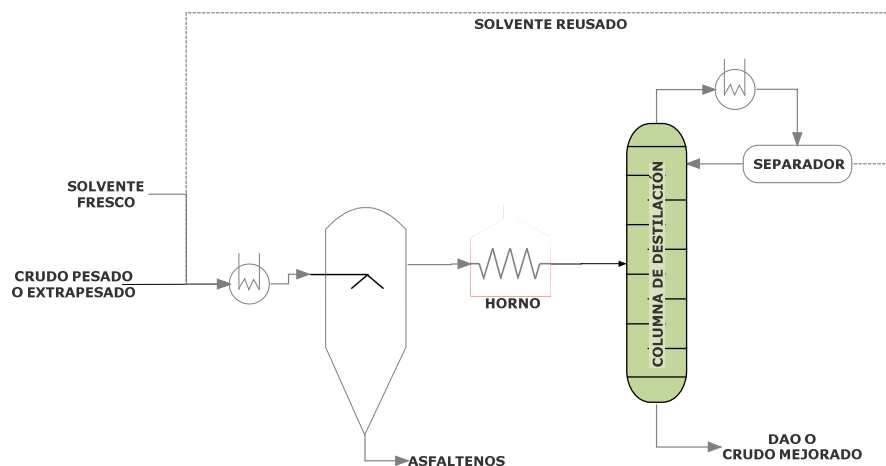 SOLVENTE REUSADO
SOLVENTE
FRESCO
CRUDO PESADO
O EXTRAPESADO
HORNO
COLUMNA DE DESTILACIÓN
SEPARADOR
ASFALTENOS
DAO O
CRUDO MEJORADO